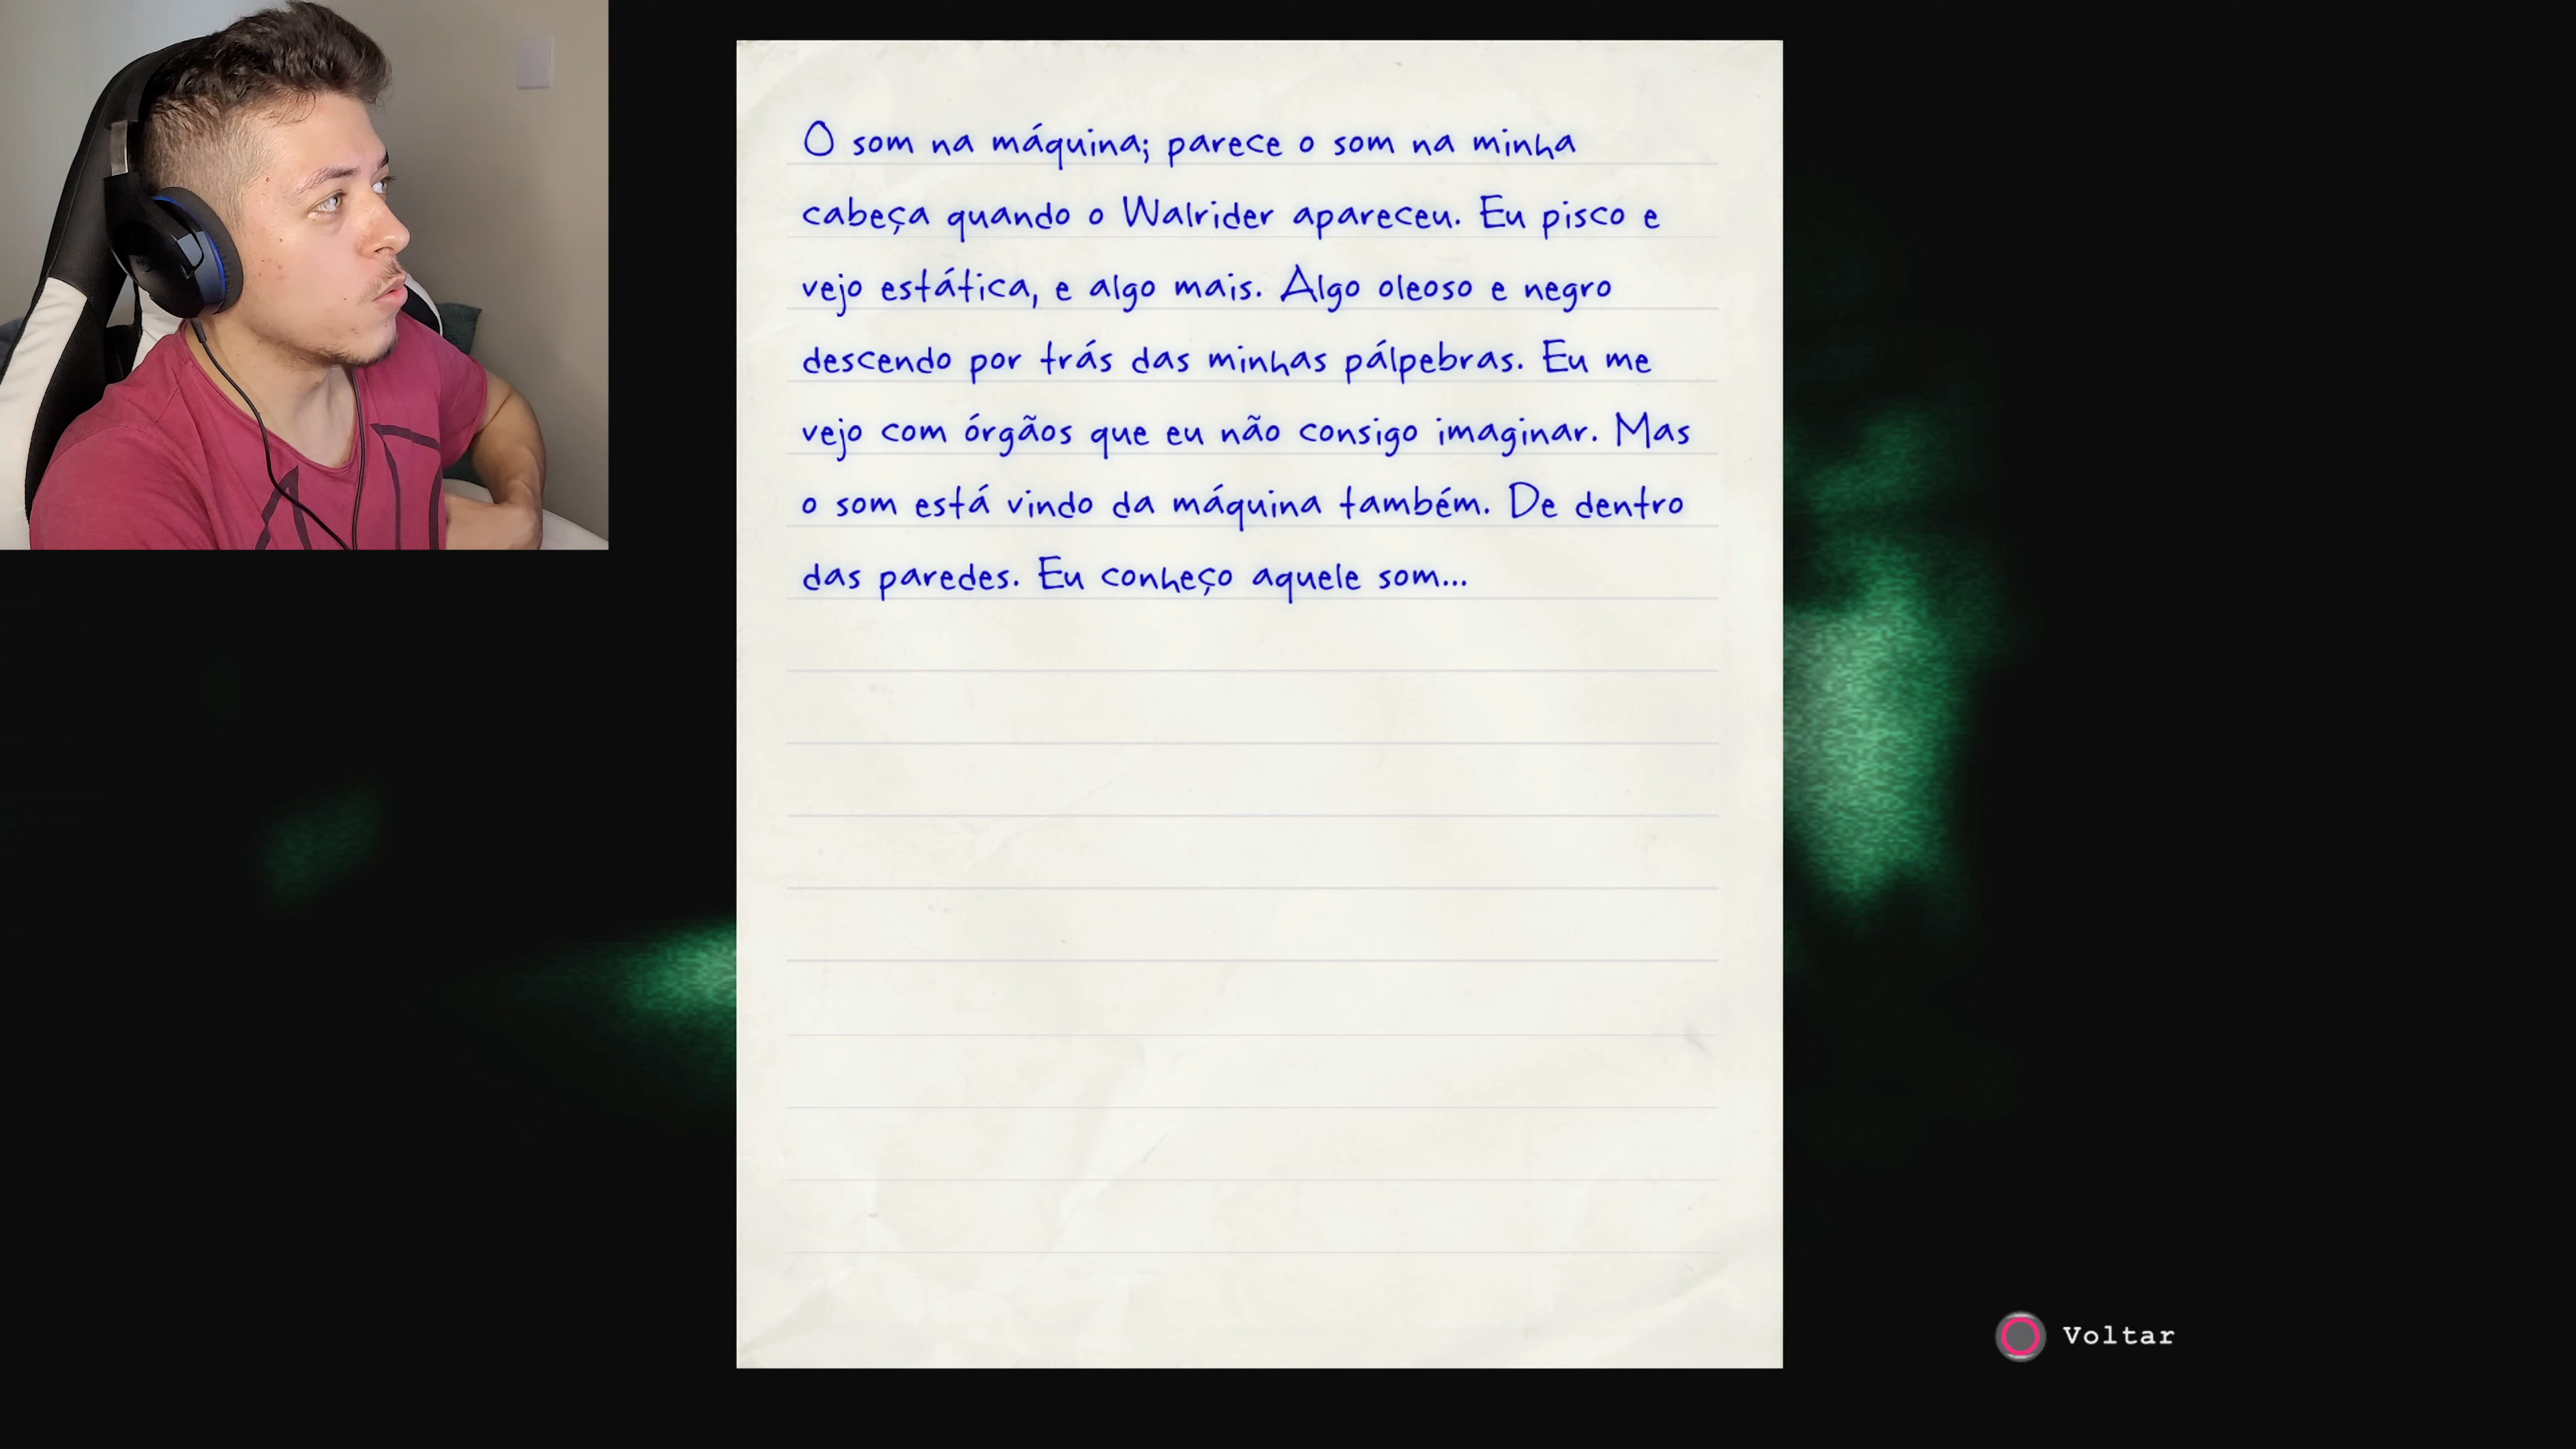 O som na máquina; parece o som na minha
cabeça quando o Walrider apareceu. Eu pisco e
vejo estática, e algo mais. Algo oleoso e negro
descendo por trás das minhas pálpebras. Eu me
vejo com órgãos que eu não consigo imaginar. Mas
o som está vindo da máquina também. De dentro
das paredes. Eu conheço aquele som...
Voltar